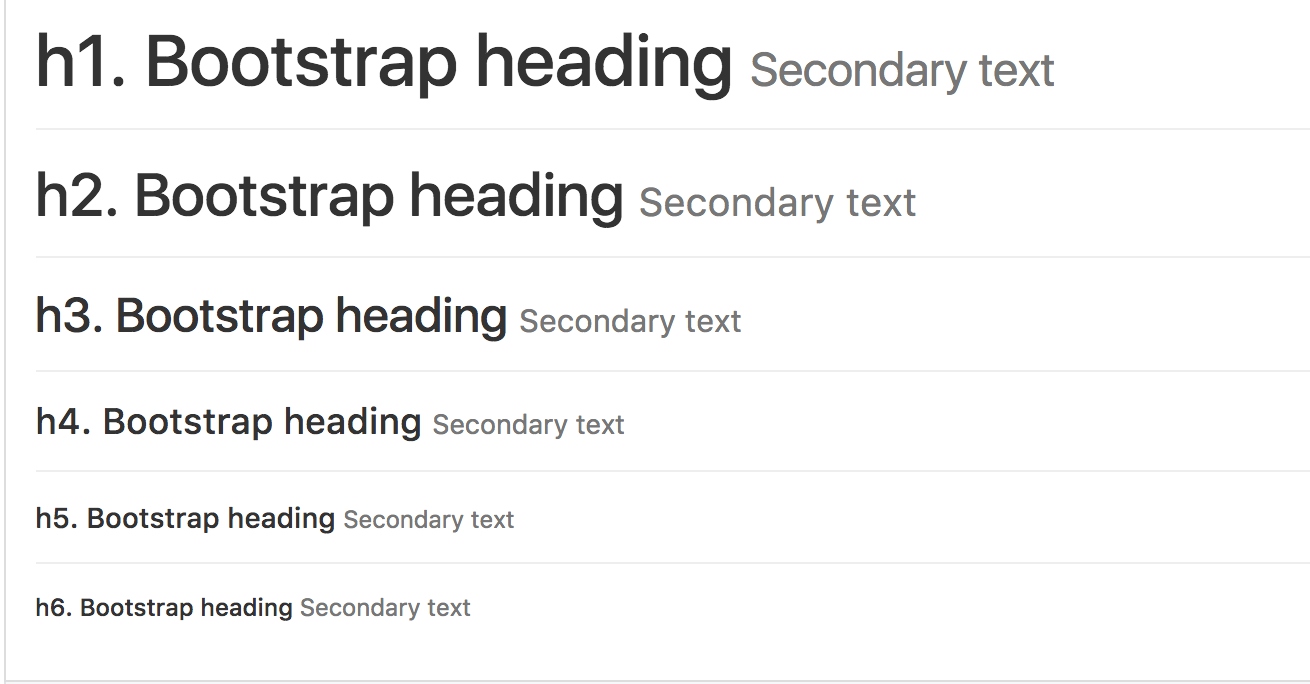 h1. Bootstrap heading Secondary text
h2. Bootstrap heading Secondary text
h3. Bootstrap heading Secondary text
h4. Bootstrap heading Secondary text
h5. Bootstrap heading Secondary text
h6. Bootstrap heading Secondary text